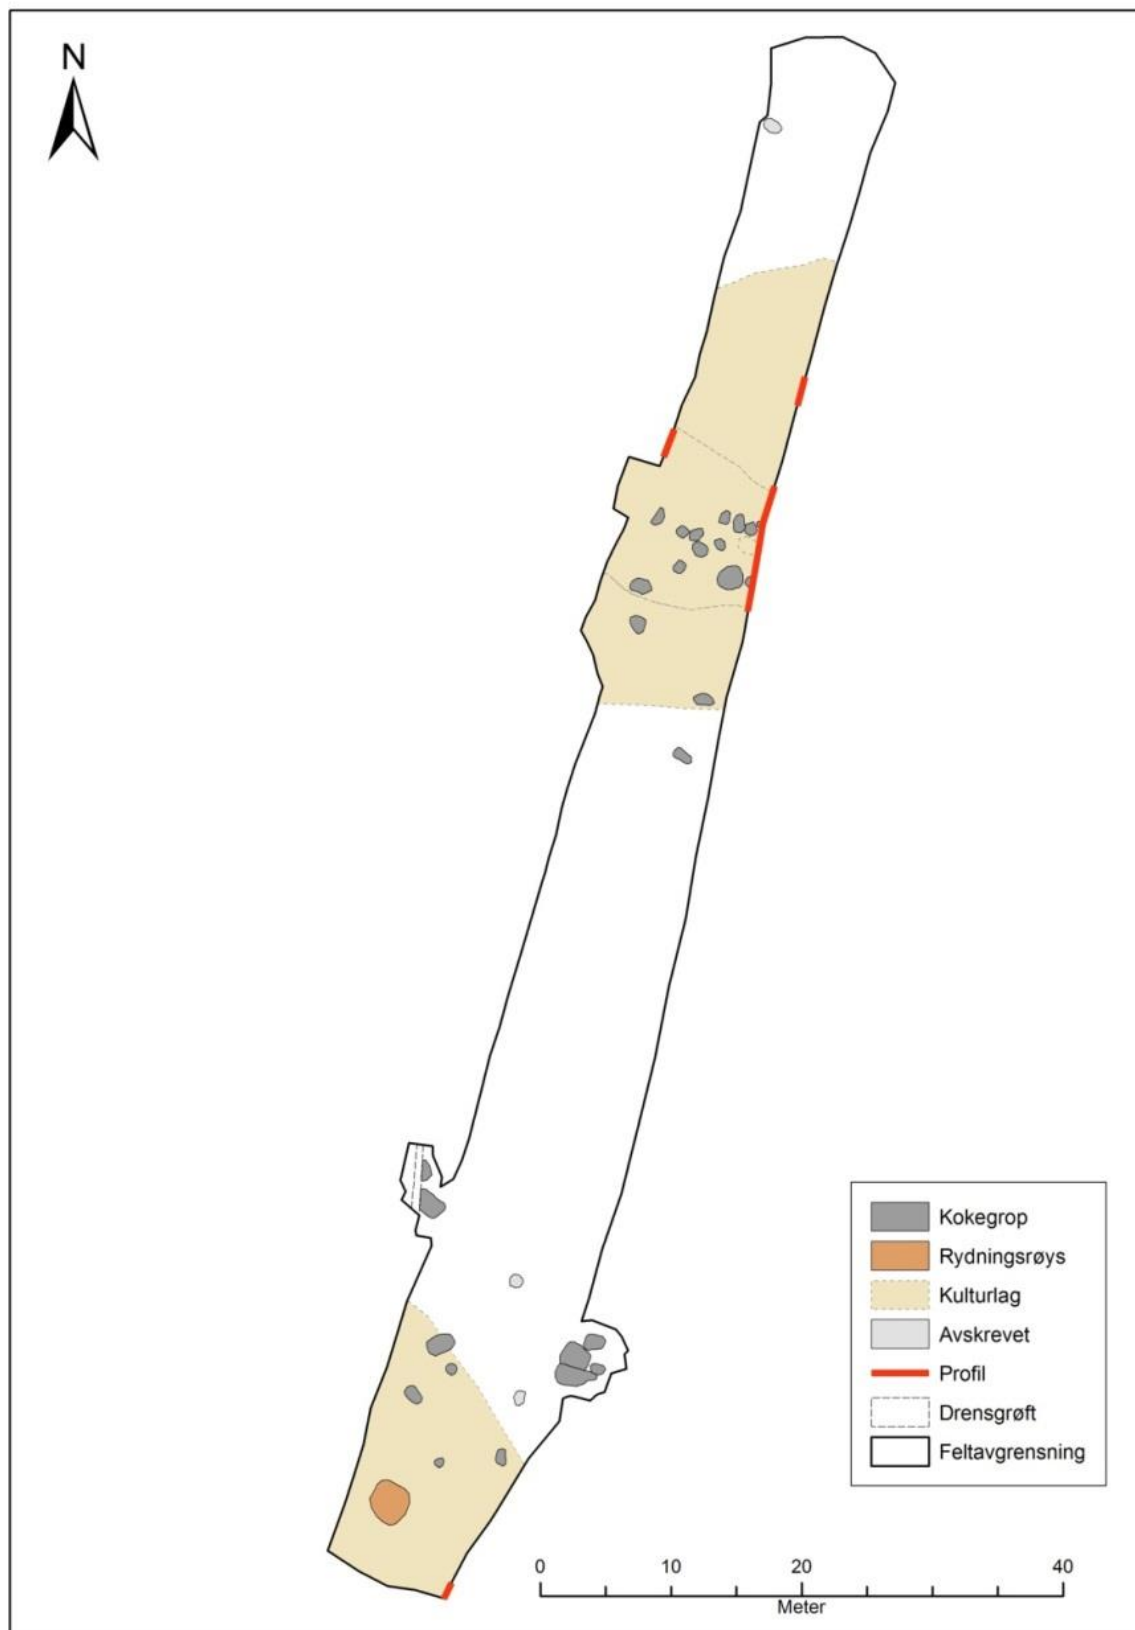 N
Kokegrop
Rydningsrøys
Kulturlag
Avskrevet
Profil
Drensgrøft
Feltavgrensning
0 10 20 40
Meter